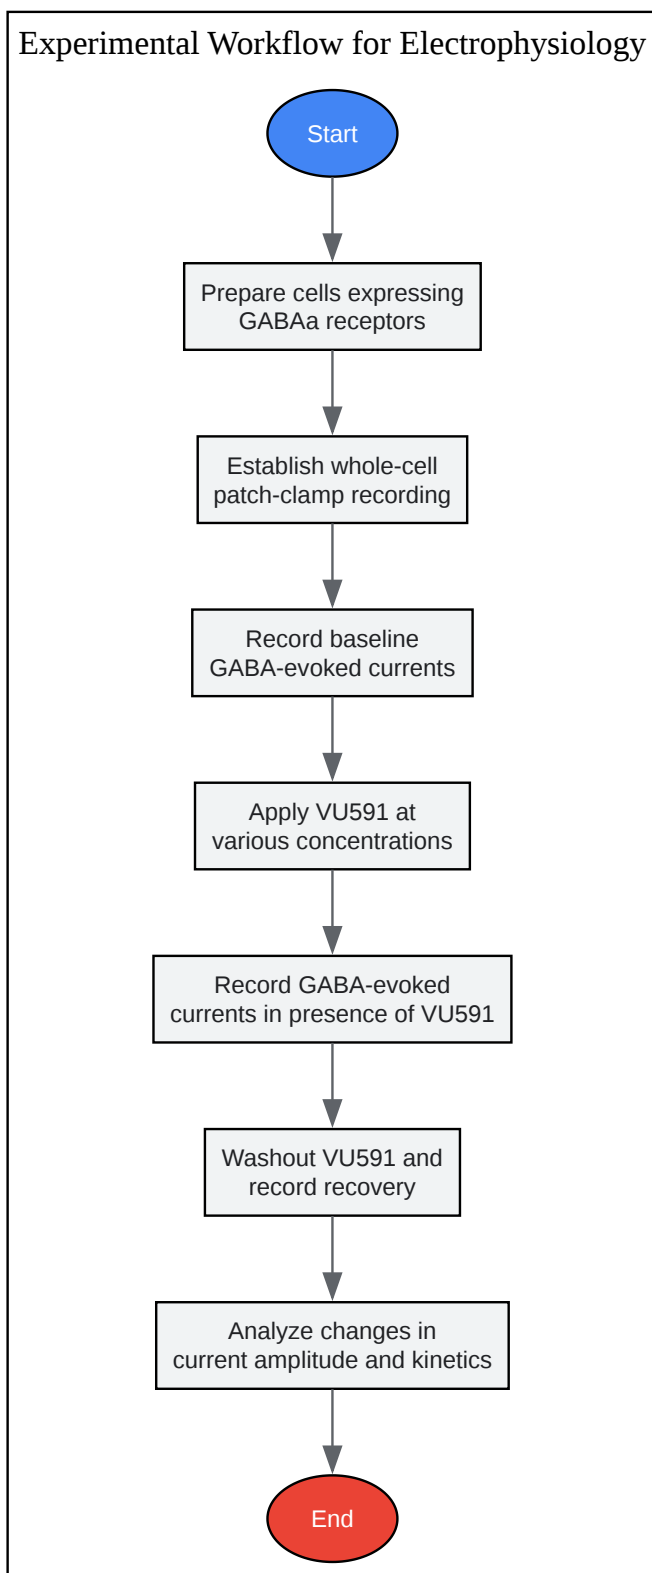 Experimental Workflow for Electrophysiology
Start
Prepare cells expressing
GABAa receptors
Establish whole-cell
patch-clamp recording
Record baseline
GABA-evoked currents
Apply VU591 at
various concentrations
Record GABA-evoked
currents in presence of VU591
Washout VU591 and
record recovery
Analyze changes in
current amplitude and kinetics
End